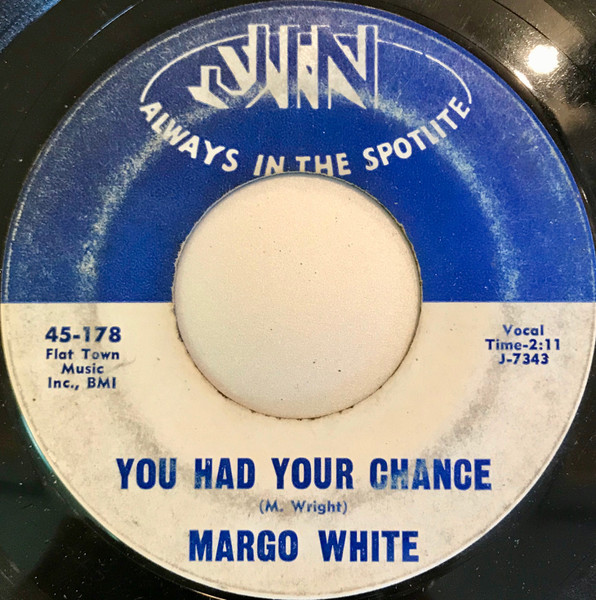 JIN
ALWAYS IN THE SPOTLITE
45-178
Flat Town
Music
Inc., BMI
Vocal
Time-2:11
J-7343
YOU HAD YOUR CHANCE
(M. Wright)
MARGO WHITE